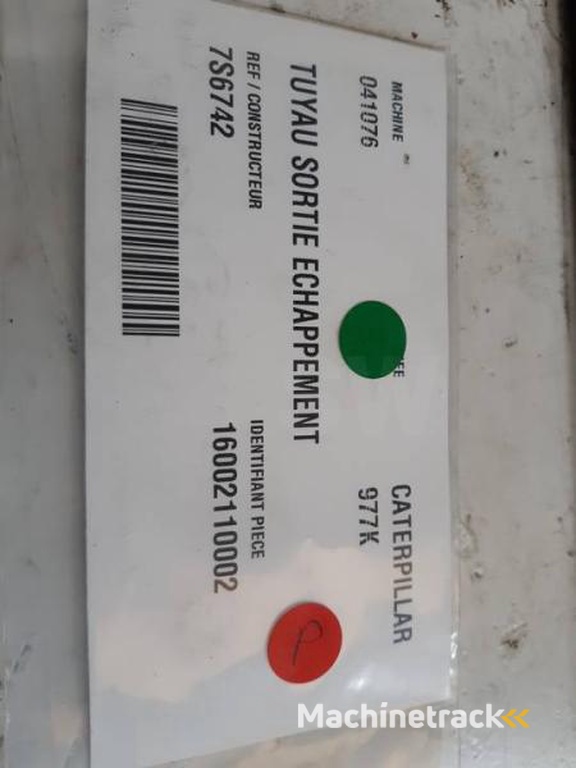 MACHINE
041076
CATERPILLAR
977K
TUYAU SORTIE ECHAPPEMENT
REF / CONSTRUCTEUR
7S6742
IDENTIFIANT PIECE
16002110002
Machinetrack